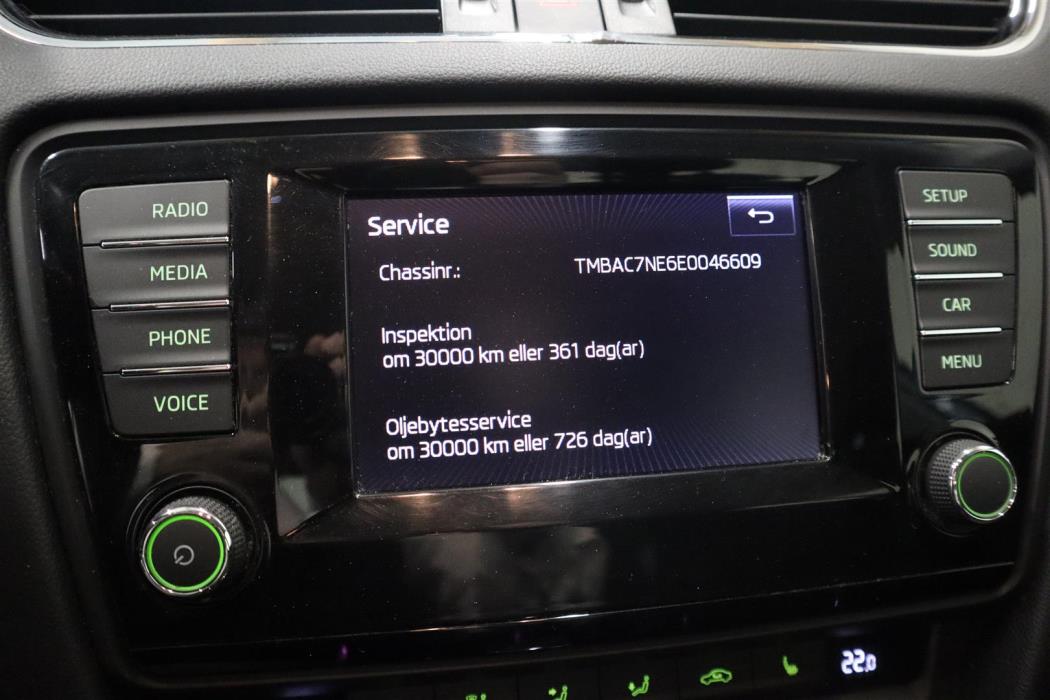 RADIO
MEDIA
PHONE
VOICE
Service
Chassinr.: TMBAC7NE6E0046609
Inspektion
om 30000 km eller 361 dag(ar)
Oljebytesservice
om 30000 km eller 726 dag(ar)
SETUP
SOUND
CAR
MENU
22.0